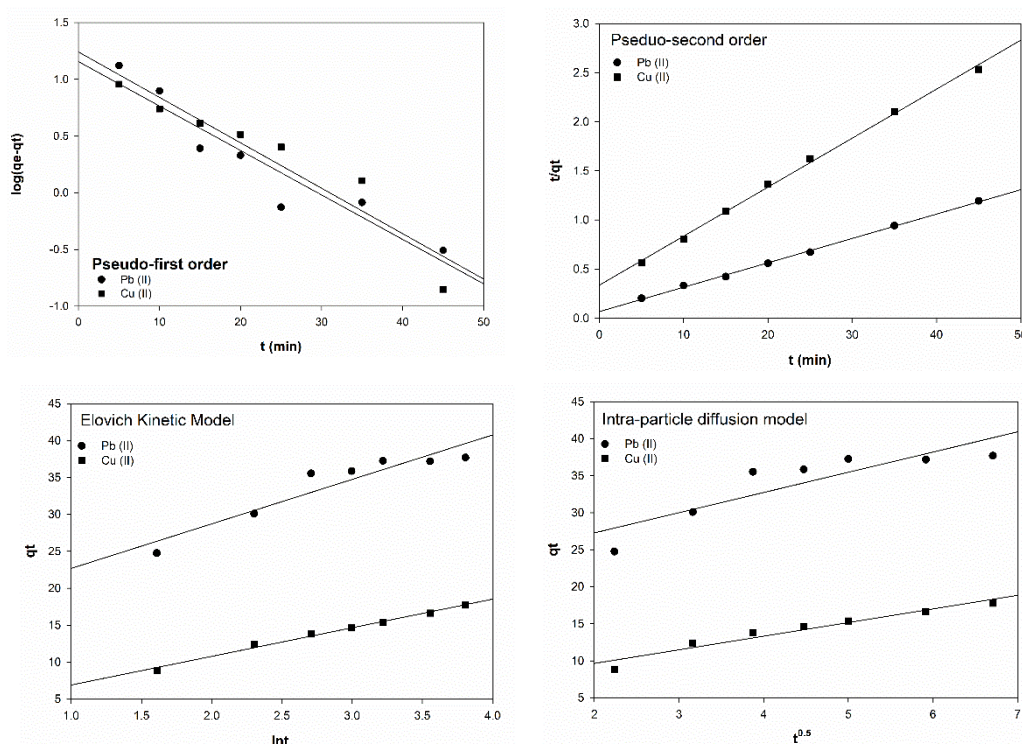 1.5
1.0
0.5
0.0
-0.5
-1.0
log(qe-qt)
Pseudo-first order
Pb (II)
Cu (II)
0 10 20 30 40 50
t (min)
3.0
2.5
2.0
1.5
1.0
0.5
0.0
t/qt
Pseduo-second order
Pb (II)
Cu (II)
0 10 20 30 40 50
t (min)
45
40
35
30
25
20
15
10
5
qt
Elovich Kinetic Model
Pb (II)
Cu (II)
1.0 1.5 2.0 2.5 3.0 3.5 4.0
lnt
45
40
35
30
25
20
15
10
5
qt
Intra-particle diffusion model
Pb (II)
Cu (II)
2 3 4 5 6 7
t^0.5